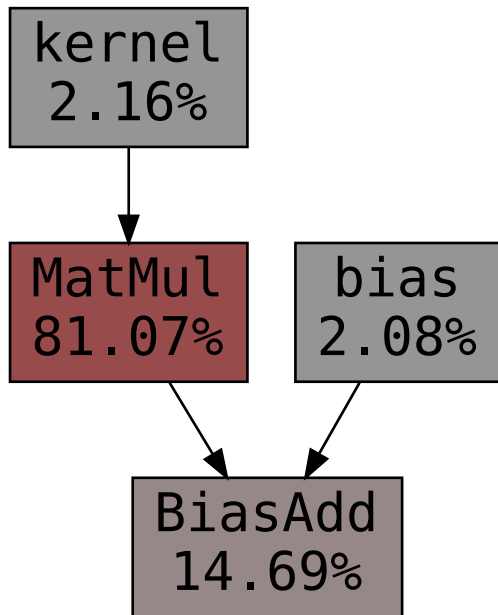 kernel
2.16%
MatMul
81.07%
bias
2.08%
BiasAdd
14.69%